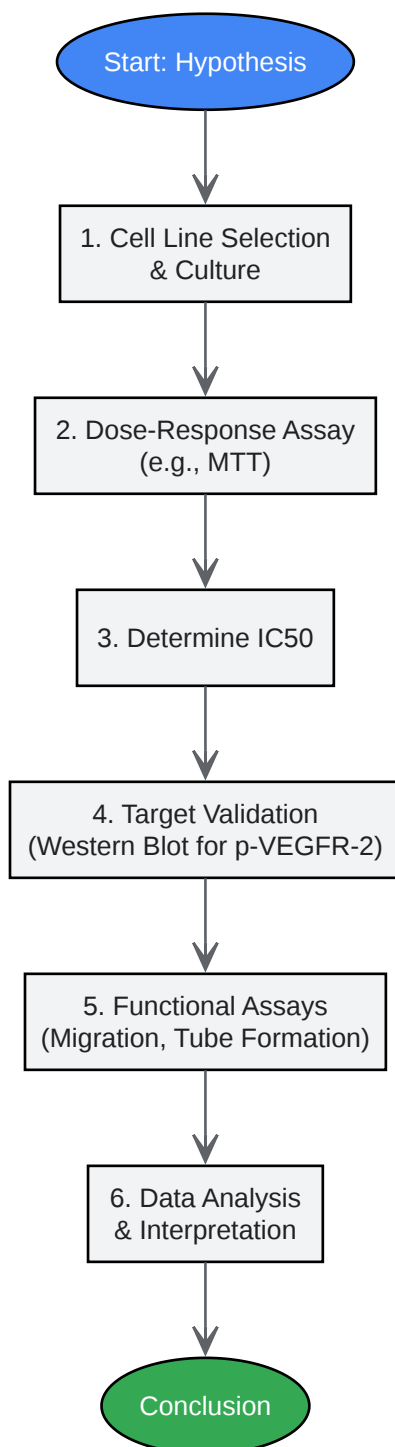 Start: Hypothesis
1. Cell Line Selection
& Culture
2. Dose-Response Assay
(e.g., MTT)
3. Determine IC50
4. Target Validation
(Western Blot for p-VEGFR-2)
5. Functional Assays
(Migration, Tube Formation)
6. Data Analysis
& Interpretation
Conclusion